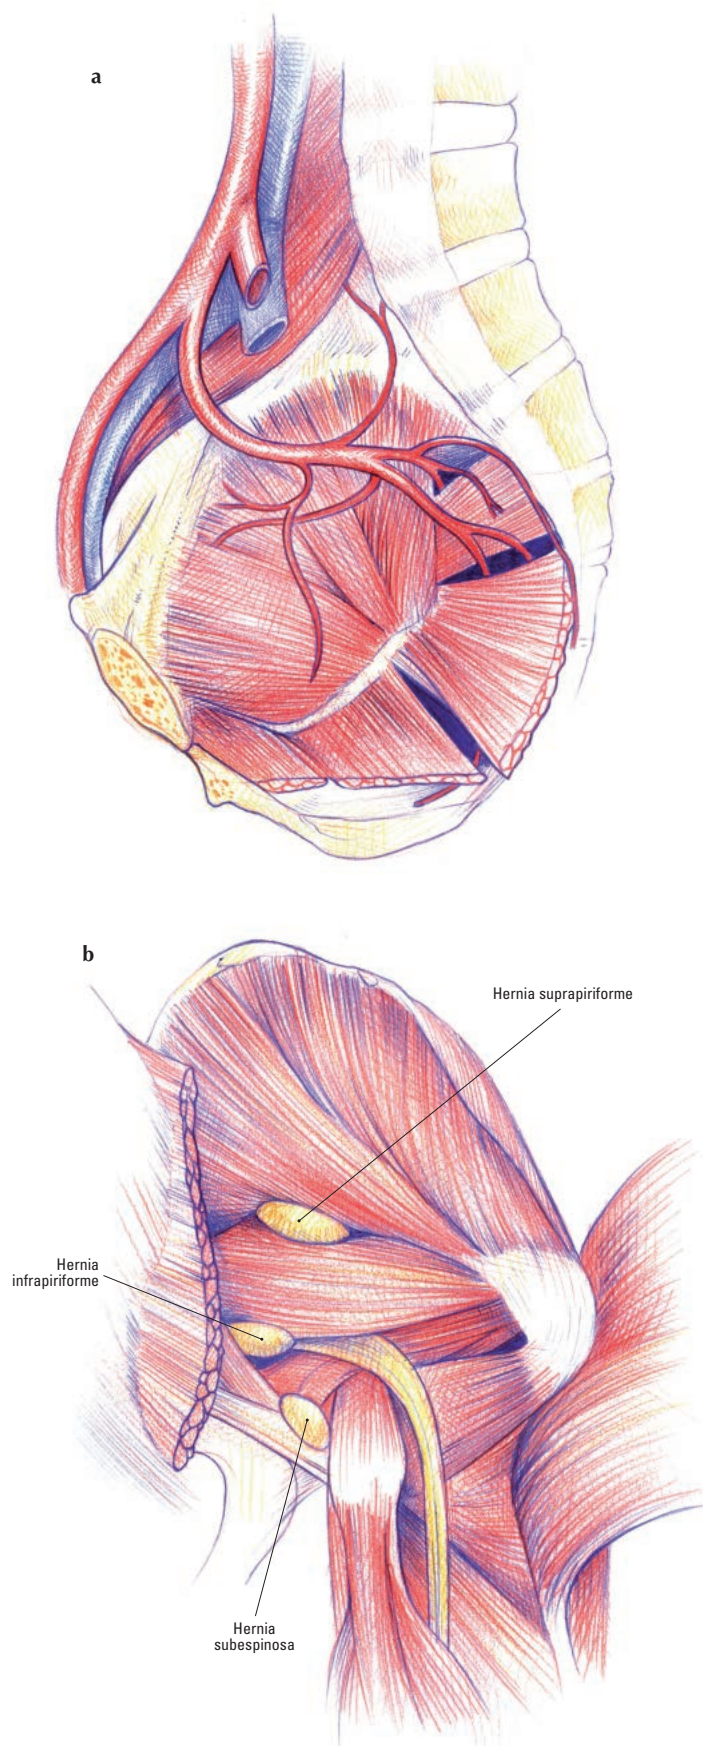 a
b
Hernia suprapiriforme
Hernia
infrapiriforme
Hernia
subespinosa